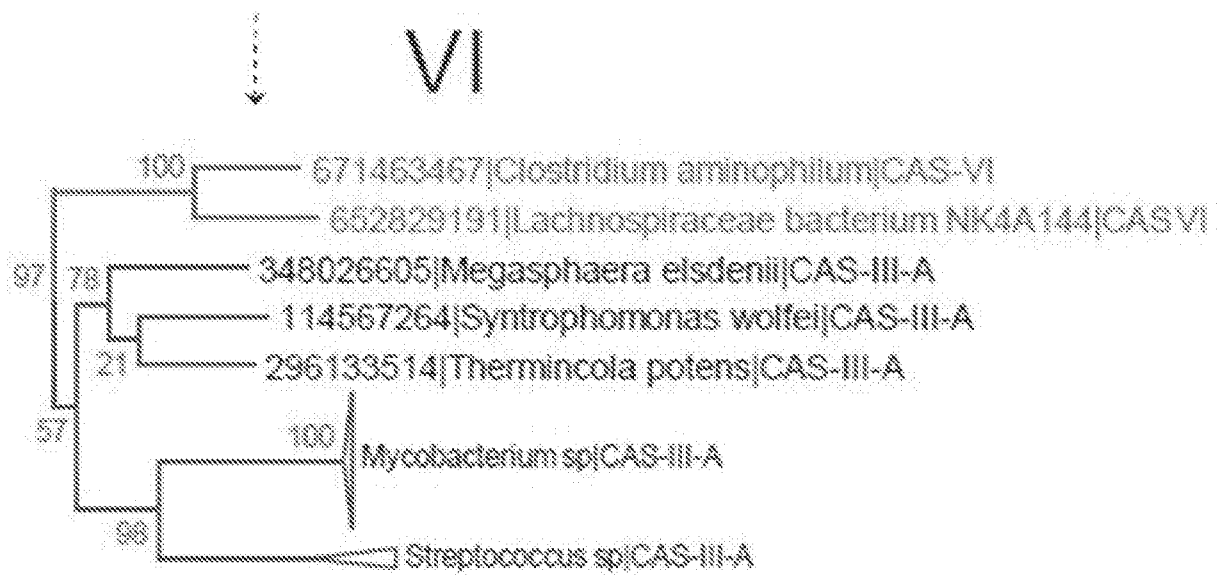 VI
100
671463467|Clostridium aminophilum|CAS-VI
652829191|Lachnospiraceae bacterium NK4A144|CASVI
97
78
348026605|Megasphaera elsdenii|CAS-III-A
114567264|Syntrophomonas wolfei|CAS-III-A
21
296133514|Thermincola potens|CAS-III-A
57
100
Mycobacterium sp|CAS-III-A
98
Streptococcus sp|CAS-III-A